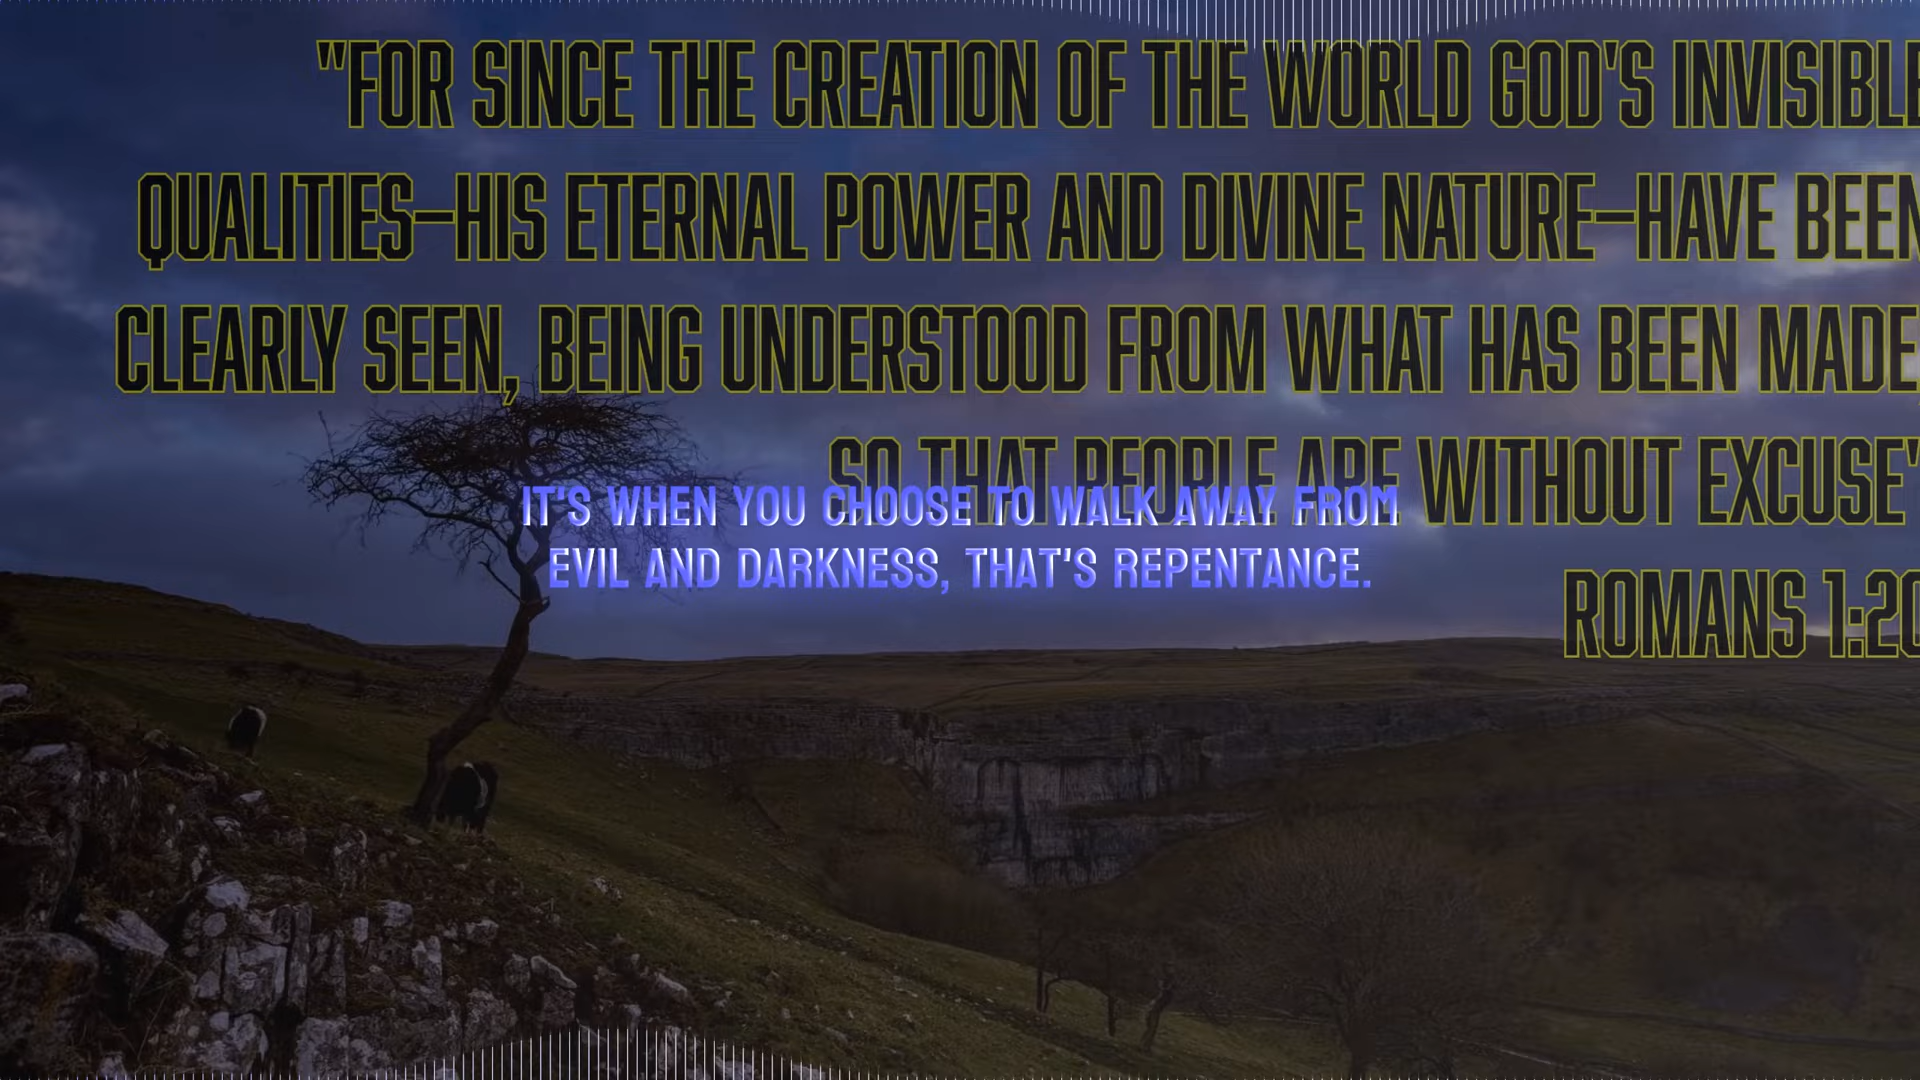 "FOR SINCE THE CREATION OF THE WORLD GOD'S INVISIBLE
QUALITIES—HIS ETERNAL POWER AND DIVINE NATURE—HAVE BEEN
CLEARLY SEEN, BEING UNDERSTOOD FROM WHAT HAS BEEN MADE,
SO THAT PEOPLE ARE WITHOUT EXCUSE"
IT'S WHEN YOU CHOOSE TO WALK AWAY FROM
EVIL AND DARKNESS, THAT'S REPENTANCE.
ROMANS 1:20